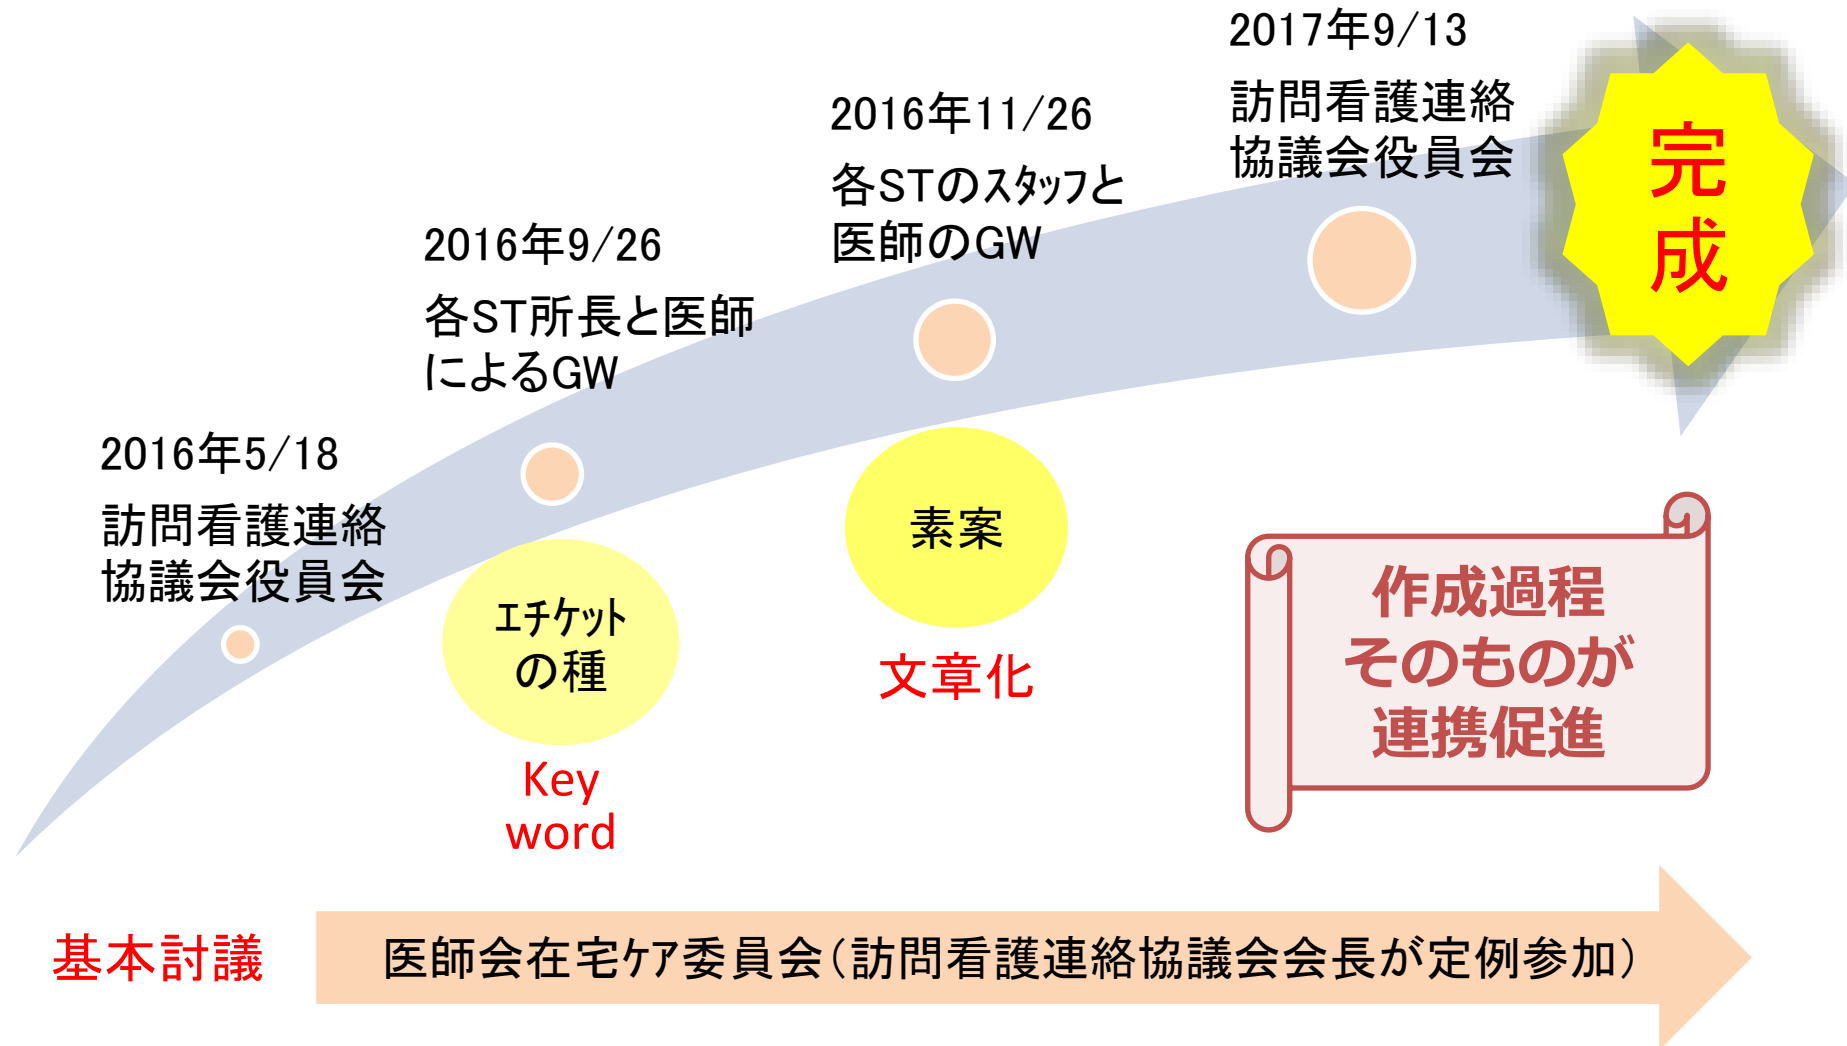 2016年5/18
訪問看護連絡
協議会役員会
2016年9/26
各ST所長と医師
によるGW
エチケット
の種
Key
word
2016年11/26
各STのスタッフと
医師のGW
素案
文章化
2017年9/13
訪問看護連絡
協議会役員会
完
成
作成過程
そのものが
連携促進
基本討議
医師会在宅ケア委員会(訪問看護連絡協議会会長が定例参加)